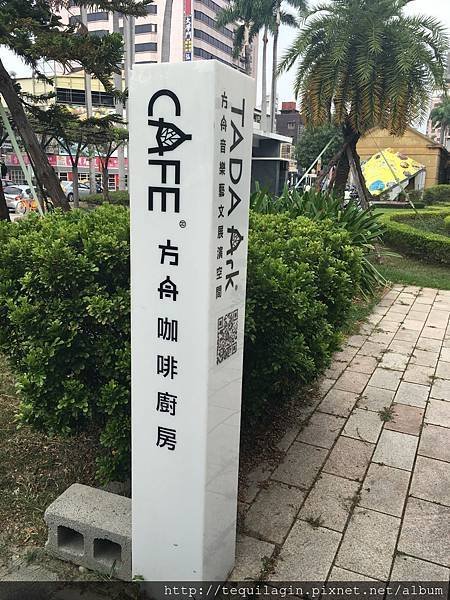 CAFE®
方舟咖啡廚房
TADA Ark
方舟音樂藝文展演空間
http://tequilagin.pixnet.net/album